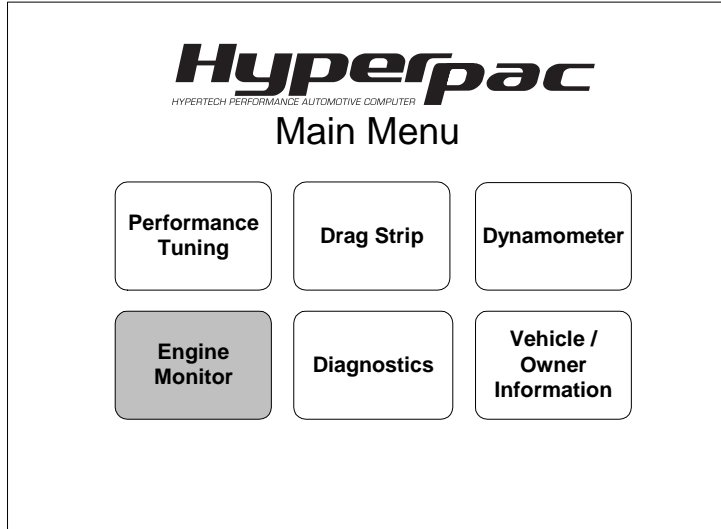 Hyperpac
HYPERTECH PERFORMANCE AUTOMOTIVE COMPUTER
Main Menu
Performance
Tuning
Drag Strip
Dynamometer
Engine
Monitor
Diagnostics
Vehicle /
Owner
Information